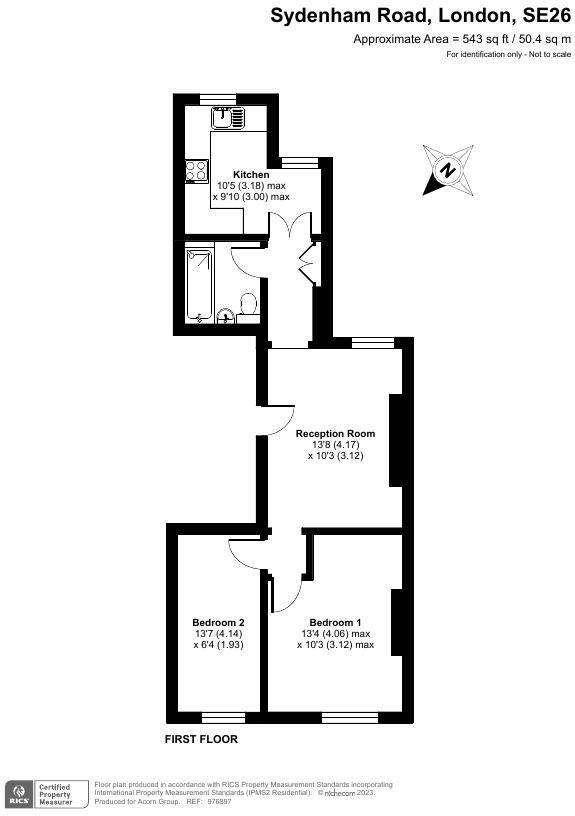 Sydenham Road, London, SE26
Approximate Area = 543 sq ft / 50.4 sq m
For identification only - Not to scale
N
Kitchen
10'5 (3.18) max
x 9'10 (3.00) max
Reception Room
13'8 (4.17)
x 10'3 (3.12)
Bedroom 2
13'7 (4.14)
x 6'4 (1.93)
Bedroom 1
13'4 (4.06) max
x 10'3 (3.12) max
FIRST FLOOR
RICS
Certified
Property
Measurer
Floor plan produced in accordance with RICS Property Measurement Standards incorporating
International Property Measurement Standards (IPMS2 Residential). © nichecom 2023.
Produced for Acorn Group. REF: 976897